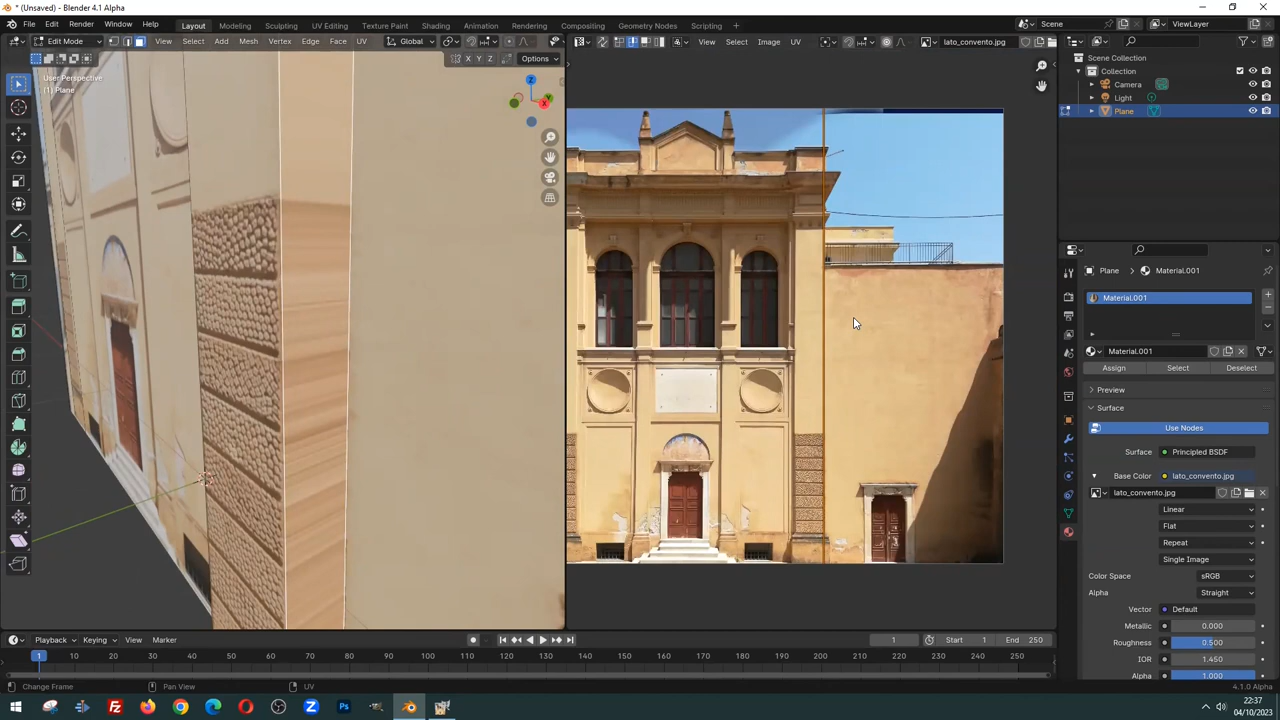 * (Unsaved) - Blender 4.1 Alpha
File Edit Render Window Help Layout Modeling Sculpting UV Editing Texture Paint Shading Animation Rendering Compositing Geometry Nodes Scripting Scene ViewLayer
Edit Mode View Select Add Mesh Vertex Edge Face UV Global View Select Image UV lato_convento.jpg
X Y Z Options
User Perspective
(1) Plane
Z
Y
X
Scene Collection
Collection
Camera
Light
Plane
Plane Material.001
Material.001
Material.001
Assign Select Deselect
Preview
Surface
Use Nodes
Surface Principled BSDF
Base Color lato_convento.jpg
lato_convento.jpg
Linear
Flat
Repeat
Single Image
Color Space sRGB
Alpha Straight
Vector Default
Metallic 0.000
Roughness 0.500
IOR 1.450
Alpha 1.000
Playback Keying View Marker 1 Start 1 End 250
1 10 20 30 40 50 60 70 80 90 100 110 120 130 140 150 160 170 180 190 200 210 220 230 240 250
Change Frame Pan View UV 4.1.0 Alpha
22:37
04/10/2023